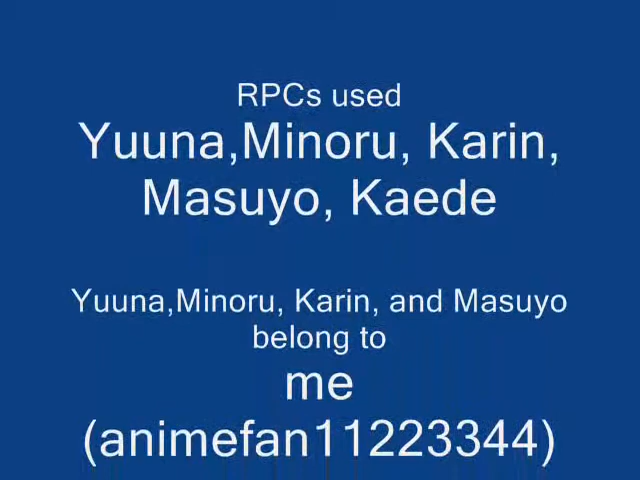 RPCs used
Yuuna,Minoru, Karin,
Masuyo, Kaede
Yuuna,Minoru, Karin, and Masuyo
belong to
me
(animefan11223344)